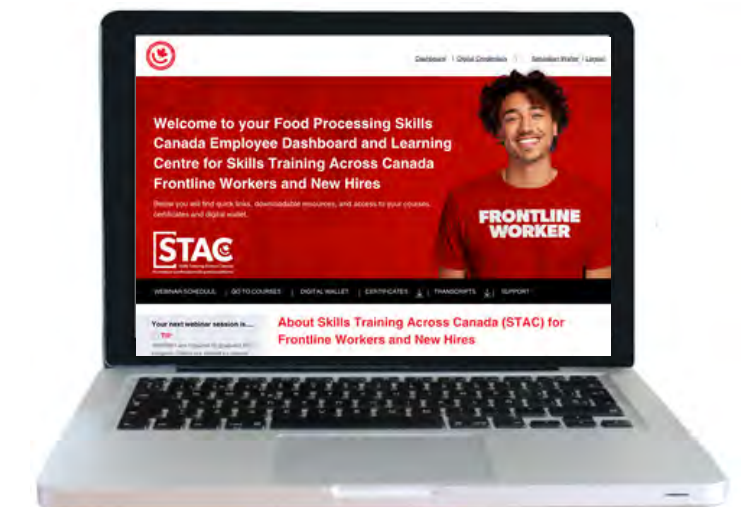 Dashboard | Digital Credentials | Sebastian Waller | Logout
Welcome to your Food Processing Skills
Canada Employee Dashboard and Learning
Centre for Skills Training Across Canada
Frontline Workers and New Hires
Below you will find quick links, downloadable resources, and access to your courses,
certificates and digital wallet.
FRONTLINE
WORKER
STAC
WEBINAR SCHEDULE | GO TO COURSES | DIGITAL WALLET | CERTIFICATES | TRANSCRIPTS | SUPPORT
Your next webinar session is....
About Skills Training Across Canada (STAC) for
Frontline Workers and New Hires